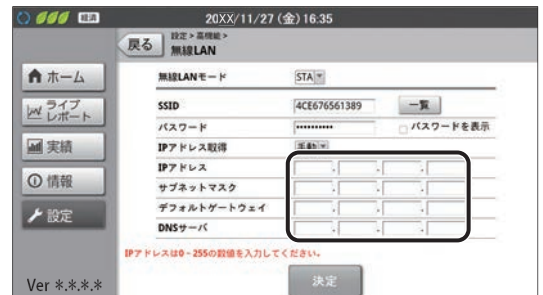 経済
20XX/11/27 (金) 16:35
戻る
設定 > 高機能 >
無線LAN
ホーム
ライブ
レポート
実績
情報
設定
Ver *.*.*.*
無線LANモード STA
SSID 4CE676561389 一覧
パスワード ********** パスワードを表示
IPアドレス取得 手動
IPアドレス . . .
サブネットマスク . . .
デフォルトゲートウェイ . . .
DNSサーバ . . .
IPアドレスは0～255の数値を入力してください。
決定